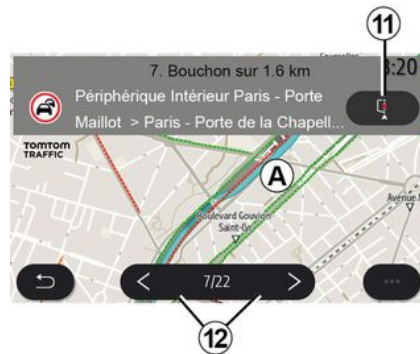 11
7. Bouchon sur 1.6 km
:20
Périphérique Intérieur Paris - Porte
Maillot > Paris - Porte de la Chapell...
TOMTOM
TRAFFIC
A
Avenue
Boulevard Gouvion
Saint-Cyr
< 7/22 >
...
12